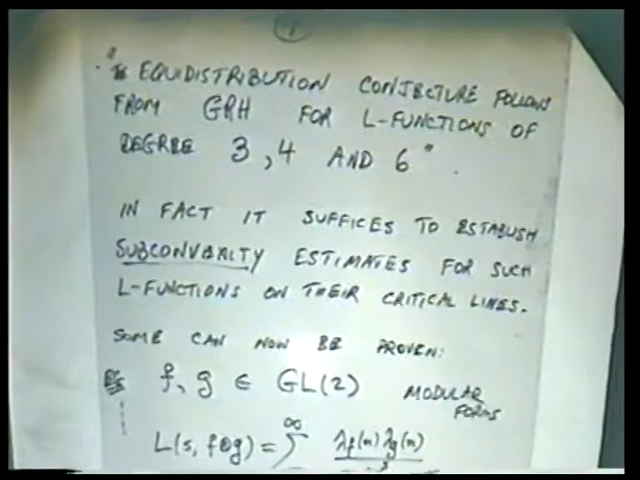 "EQUIDISTRIBUTION CONJECTURE FOLLOWS
FROM GRH FOR L-FUNCTIONS OF
DEGREE 3, 4 AND 6".
IN FACT IT SUFFICES TO ESTABLISH
SUBCONVEXITY ESTIMATES FOR SUCH
L-FUNCTIONS ON THEIR CRITICAL LINES.
SOME CAN NOW BE PROVEN:
f, g ∈ GL(2) MODULAR
FORMS
L(s, f⊗g) = ∑^∞ λf(n) λg(n)